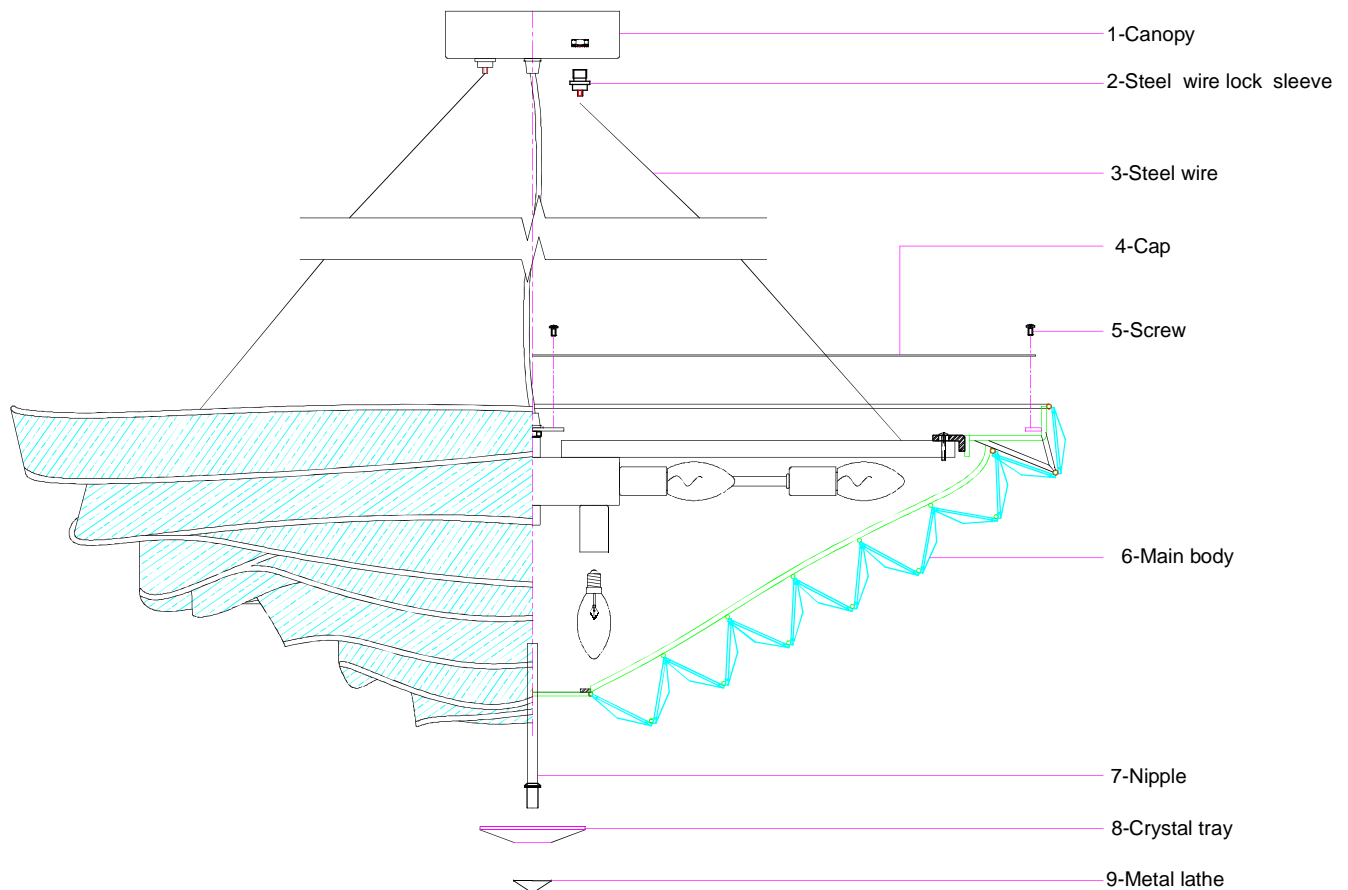 1-Canopy
2-Steel wire lock sleeve
3-Steel wire
4-Cap
5-Screw
6-Main body
7-Nipple
8-Crystal tray
9-Metal lathe